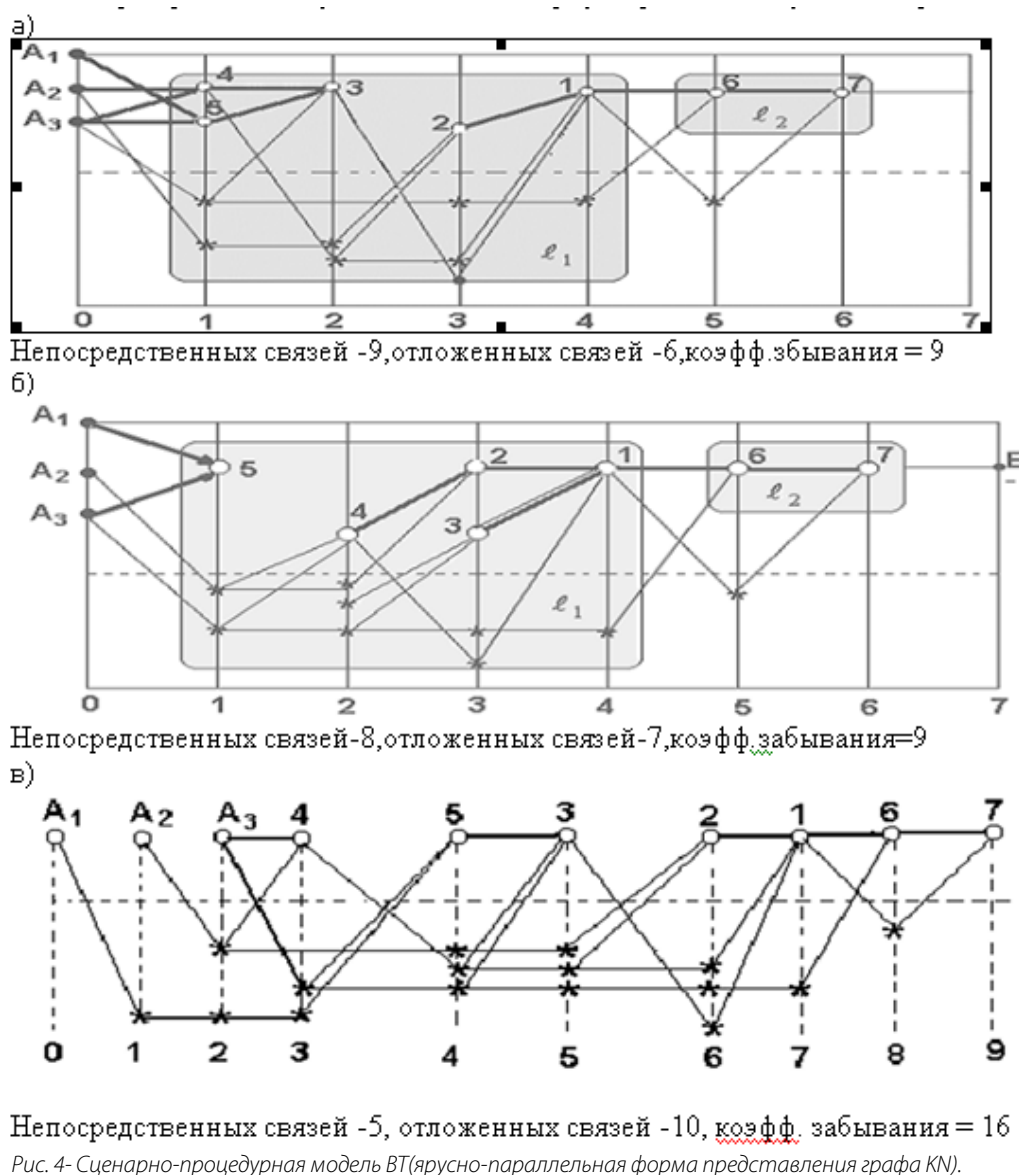 а)
A1
A2
A3
4
5
3
2
1
6
7
ℓ2
ℓ1
0 1 2 3 4 5 6 7
Непосредственных связей -9,отложенных связей -6,коэфф.збывания = 9
б)
A1
A2
A3
5
4
2
3
1
6
7
ℓ2
ℓ1
0 1 2 3 4 5 6 7
Непосредственных связей-8,отложенных связей-7,коэфф.забывания=9
в)
A1 A2 A3 4 5 3 2 1 6 7
0 1 2 3 4 5 6 7 8 9
Непосредственных связей -5, отложенных связей -10, коэфф. забывания = 16
Рис. 4- Сценарно-процедурная модель ВТ(ярусно-параллельная форма представления графа KN).